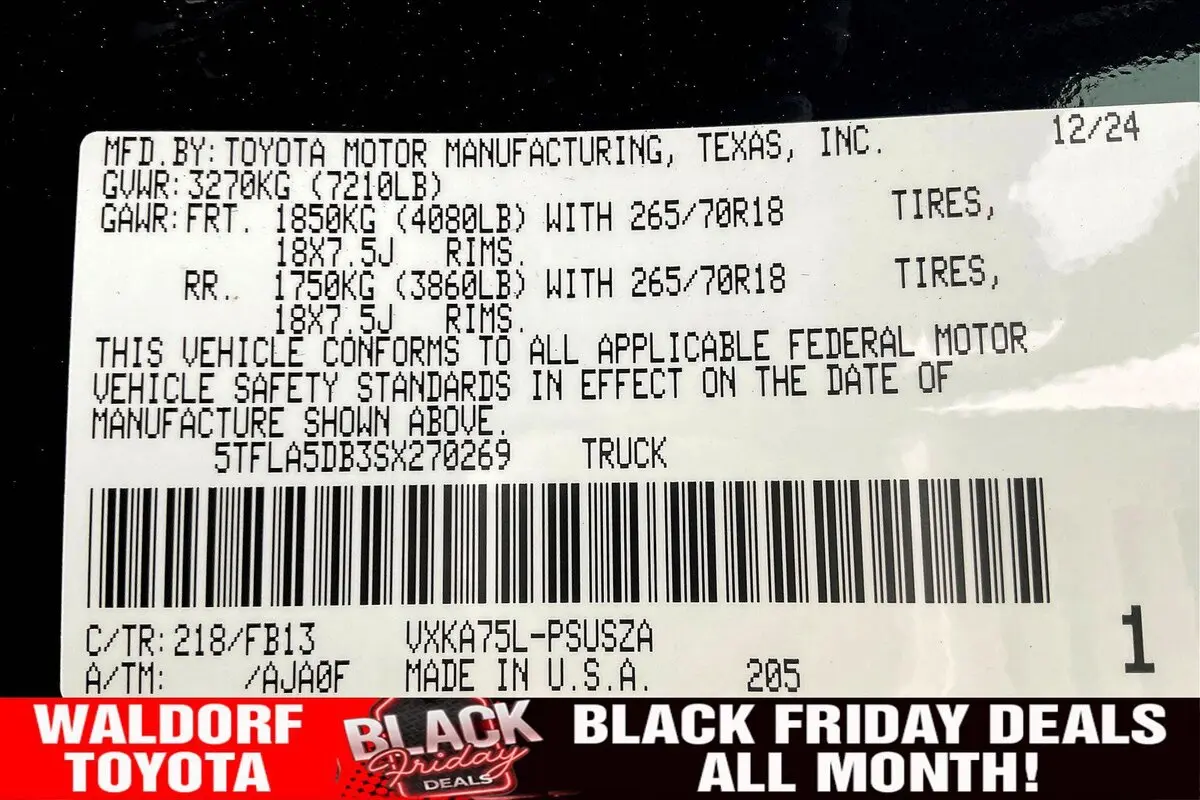 MFD.BY: TOYOTA MOTOR MANUFACTURING, TEXAS, INC. 12/24
GVWR: 3270KG (7210LB)
GAWR: FRT. 1850KG (4080LB) WITH 265/70R18 TIRES,
18X7.5J RIMS.
RR. 1750KG (3860LB) WITH 265/70R18 TIRES,
18X7.5J RIMS.
THIS VEHICLE CONFORMS TO ALL APPLICABLE FEDERAL MOTOR
VEHICLE SAFETY STANDARDS IN EFFECT ON THE DATE OF
MANUFACTURE SHOWN ABOVE.
5TFLA5DB3SX270269 TRUCK
C/TR: 218/FB13 VXKA75L-PSUSZA
A/TM: /AJA0F MADE IN U.S.A. 205
1
WALDORF
TOYOTA
BLACK
Friday
DEALS
BLACK FRIDAY DEALS
ALL MONTH!